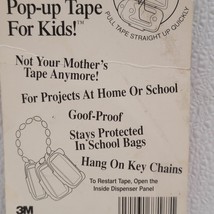 Pop-up Tape
For Kids!™
PULL TAPE STRAIGHT UP QUICKLY
Not Your Mother's
Tape Anymore!
For Projects At Home Or School
Goof-Proof
Stays Protected
In School Bags
Hang On Key Chains
To Restart Tape, Open the
Inside Dispenser Panel
3M